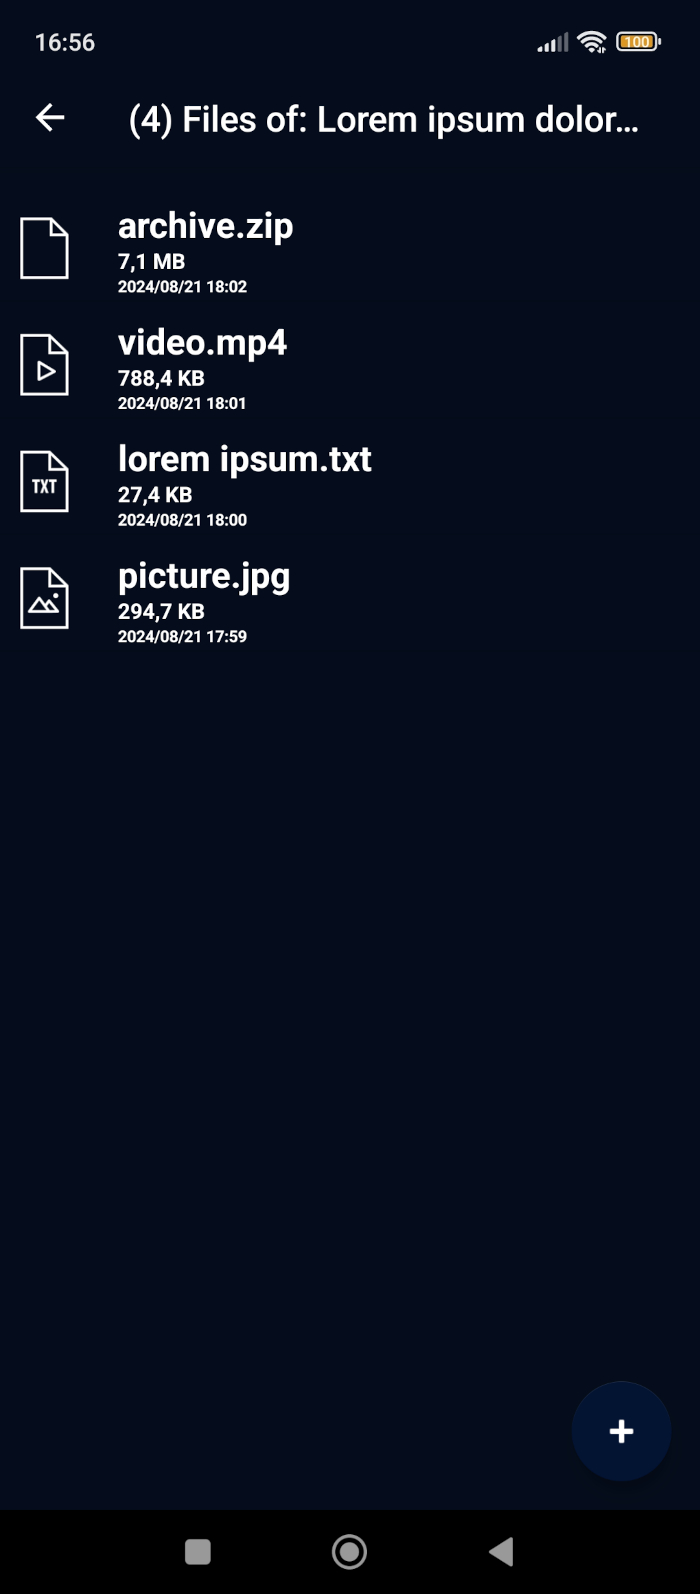 16:56
100
(4) Files of: Lorem ipsum dolor...
archive.zip
7,1 MB
2024/08/21 18:02
video.mp4
788,4 KB
2024/08/21 18:01
TXT
lorem ipsum.txt
27,4 KB
2024/08/21 18:00
picture.jpg
294,7 KB
2024/08/21 17:59